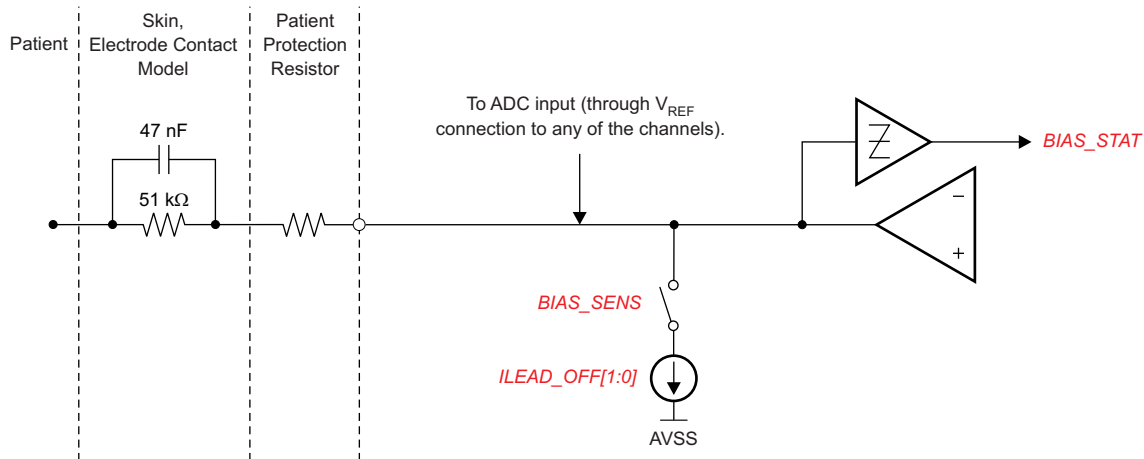 Patient
Skin,
Electrode Contact
Model
Patient
Protection
Resistor
To ADC input (through VREF
connection to any of the channels).
47 nF
51 kΩ
BIAS_STAT
−
+
BIAS_SENS
ILEAD_OFF[1:0]
AVSS